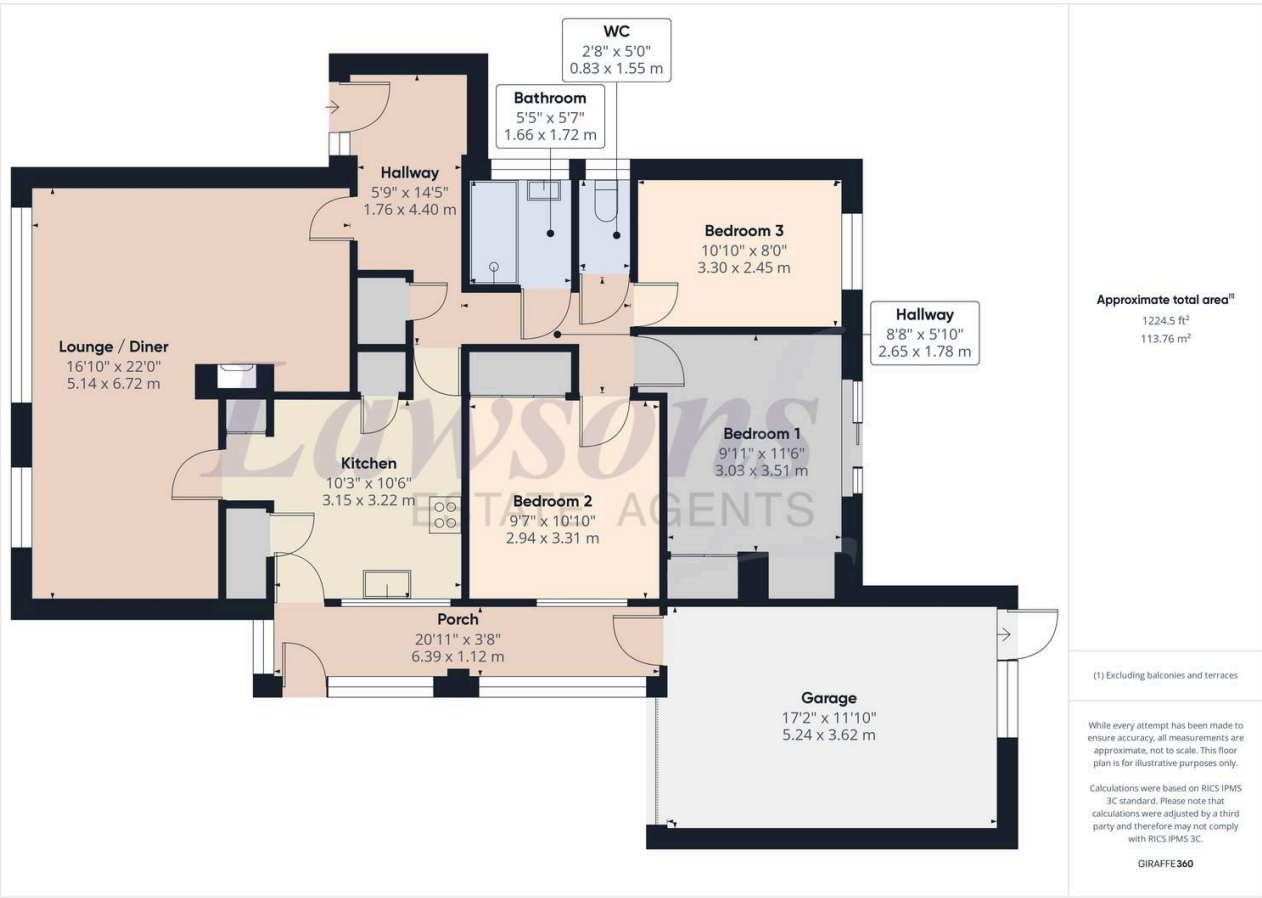 WC
2'8" x 5'0"
0.83 x 1.55 m
Bathroom
5'5" x 5'7"
1.66 x 1.72 m
Hallway
5'9" x 14'5"
1.76 x 4.40 m
Bedroom 3
10'10" x 8'0"
3.30 x 2.45 m
Hallway
8'8" x 5'10"
2.65 x 1.78 m
Lounge / Diner
16'10" x 22'0"
5.14 x 6.72 m
Kitchen
10'3" x 10'6"
3.15 x 3.22 m
Bedroom 2
9'7" x 10'10"
2.94 x 3.31 m
Bedroom 1
9'11" x 11'6"
3.03 x 3.51 m
Lawsons
ESTATE AGENTS
Porch
20'11" x 3'8"
6.39 x 1.12 m
Garage
17'2" x 11'10"
5.24 x 3.62 m
Approximate total area⁽¹⁾
1224.5 ft²
113.76 m²
(1) Excluding balconies and terraces
While every attempt has been made to
ensure accuracy, all measurements are
approximate, not to scale. This floor
plan is for illustrative purposes only.
Calculations were based on RICS IPMS
3C standard. Please note that
calculations were adjusted by a third
party and therefore may not comply
with RICS IPMS 3C.
GIRAFFE360